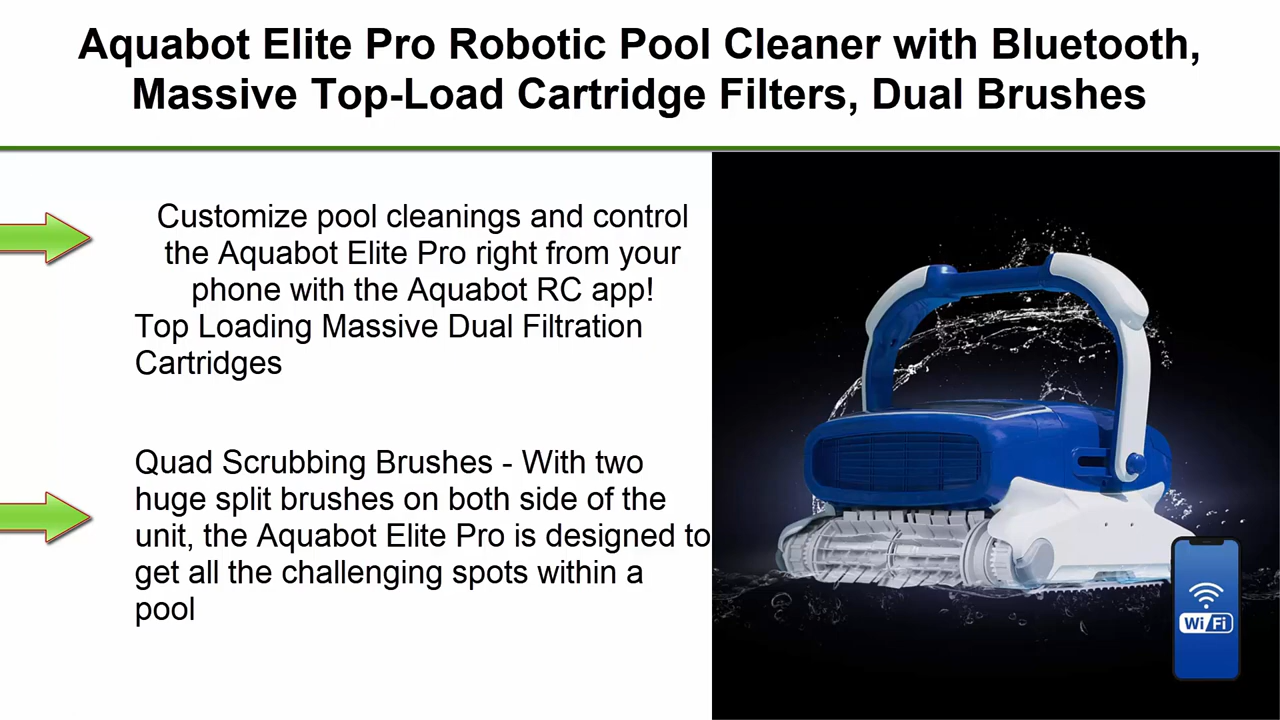 Aquabot Elite Pro Robotic Pool Cleaner with Bluetooth,
Massive Top-Load Cartridge Filters, Dual Brushes
Customize pool cleanings and control
the Aquabot Elite Pro right from your
phone with the Aquabot RC app!
Top Loading Massive Dual Filtration
Cartridges
Quad Scrubbing Brushes - With two
huge split brushes on both side of the
unit, the Aquabot Elite Pro is designed to
get all the challenging spots within a
pool
Wi Fi